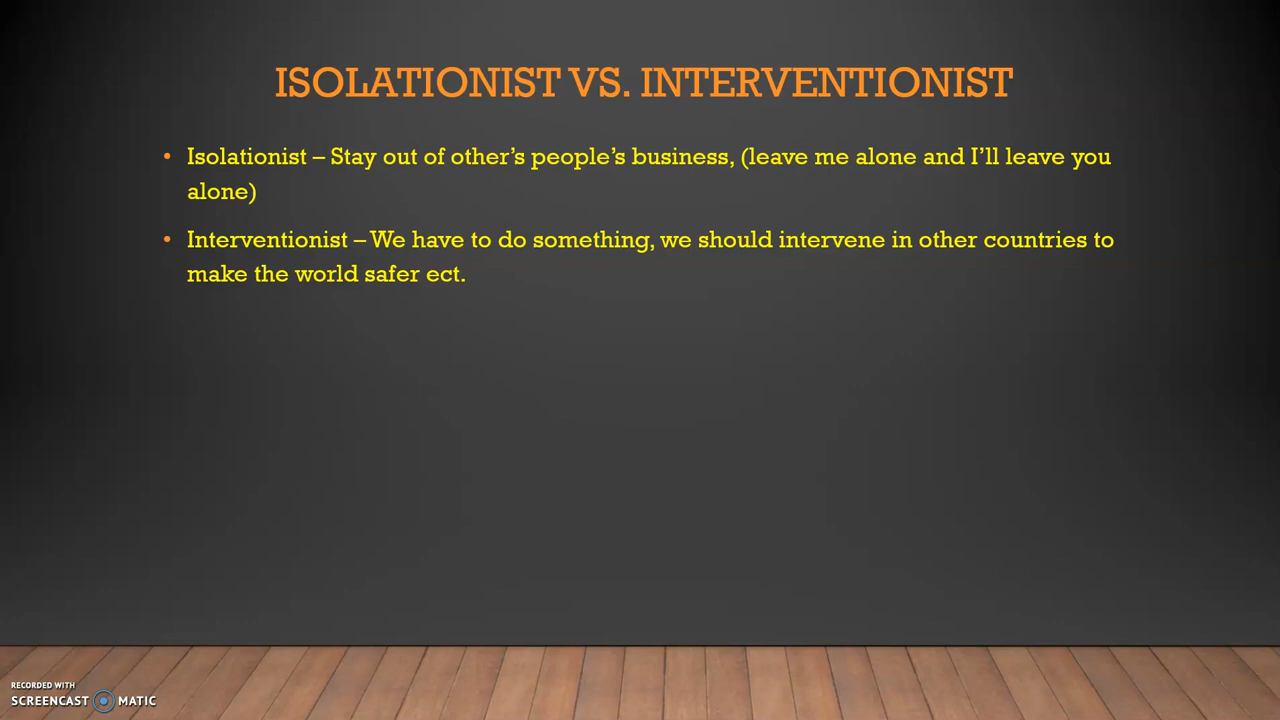 ISOLATIONIST VS. INTERVENTIONIST
• Isolationist – Stay out of other's people's business, (leave me alone and I'll leave you
alone)
• Interventionist – We have to do something, we should intervene in other countries to
make the world safer ect.
RECORDED WITH
SCREENCAST MATIC